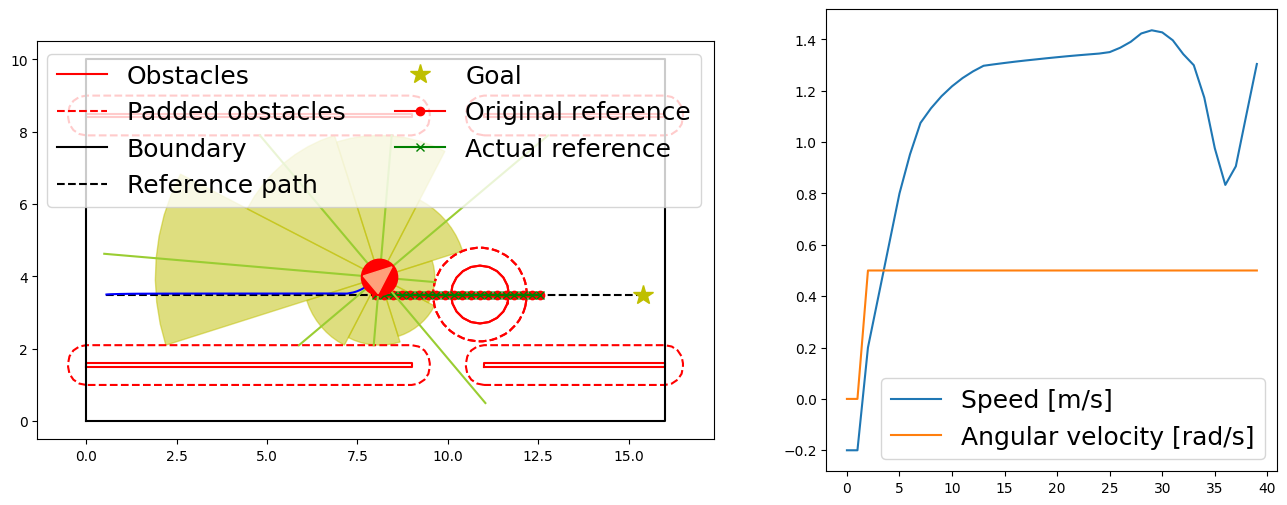 Obstacles
Padded obstacles
Boundary
Reference path
Goal
Original reference
Actual reference
10
8
6
4
2
0
0.0 2.5 5.0 7.5 10.0 12.5 15.0
1.4
1.2
1.0
0.8
0.6
0.4
0.2
0.0
−0.2
Speed [m/s]
Angular velocity [rad/s]
0 5 10 15 20 25 30 35 40